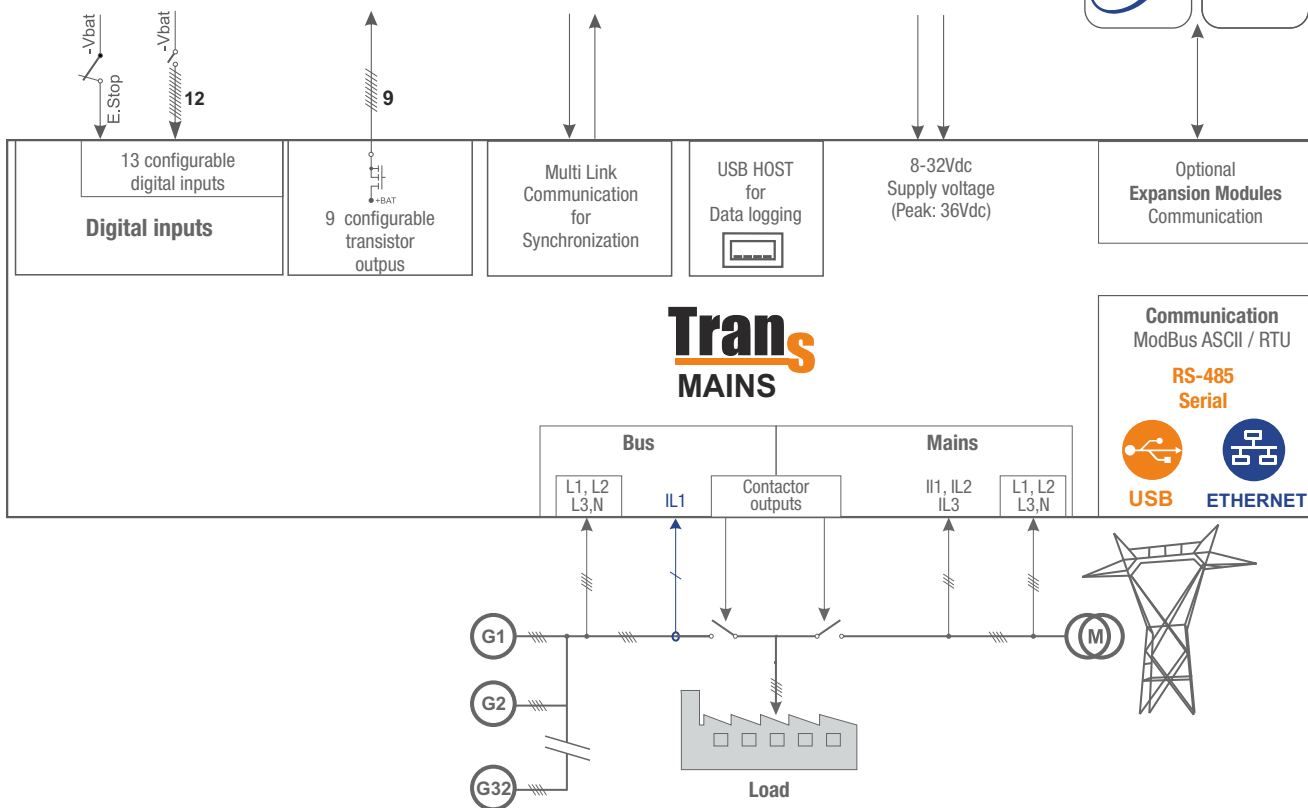 -Vbat
E.Stop
-Vbat
12
9
13 configurable
digital inputs
Digital inputs
+BAT
9 configurable
transistor
outpus
Multi Link
Communication
for
Synchronization
USB HOST
for
Data logging
8-32Vdc
Supply voltage
(Peak: 36Vdc)
Optional
Expansion Modules
Communication
Trans
MAINS
Communication
ModBus ASCII / RTU
RS-485
Serial
USB
ETHERNET
Bus
Mains
L1, L2
L3,N
IL1
Contactor
outputs
Il1, IL2
IL3
L1, L2
L3,N
G1
M
G2
G32
Load